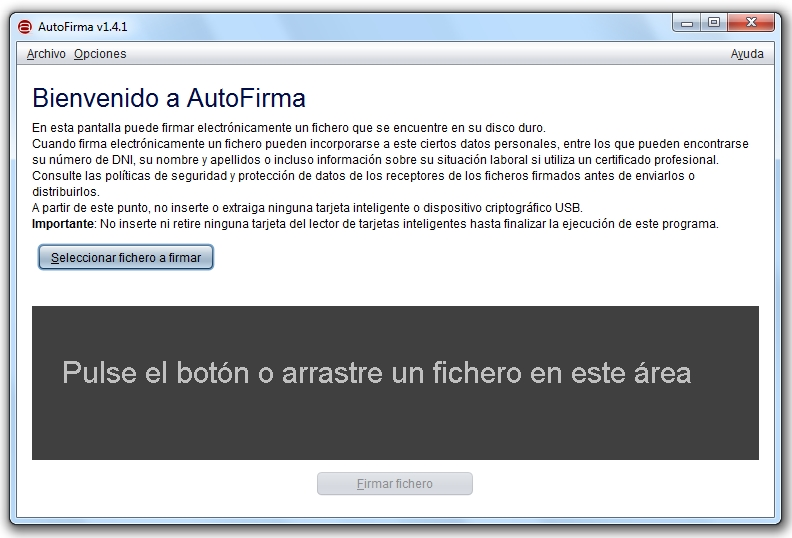 AutoFirma v1.4.1
Archivo Opciones Ayuda
Bienvenido a AutoFirma
En esta pantalla puede firmar electrónicamente un fichero que se encuentre en su disco duro.
Cuando firma electrónicamente un fichero pueden incorporarse a este ciertos datos personales, entre los que pueden encontrarse
su número de DNI, su nombre y apellidos o incluso información sobre su situación laboral si utiliza un certificado profesional.
Consulte las políticas de seguridad y protección de datos de los receptores de los ficheros firmados antes de enviarlos o
distribuirlos.
A partir de este punto, no inserte o extraiga ninguna tarjeta inteligente o dispositivo criptográfico USB.
Importante: No inserte ni retire ninguna tarjeta del lector de tarjetas inteligentes hasta finalizar la ejecución de este programa.
Seleccionar fichero a firmar
Pulse el botón o arrastre un fichero en este área
Firmar fichero